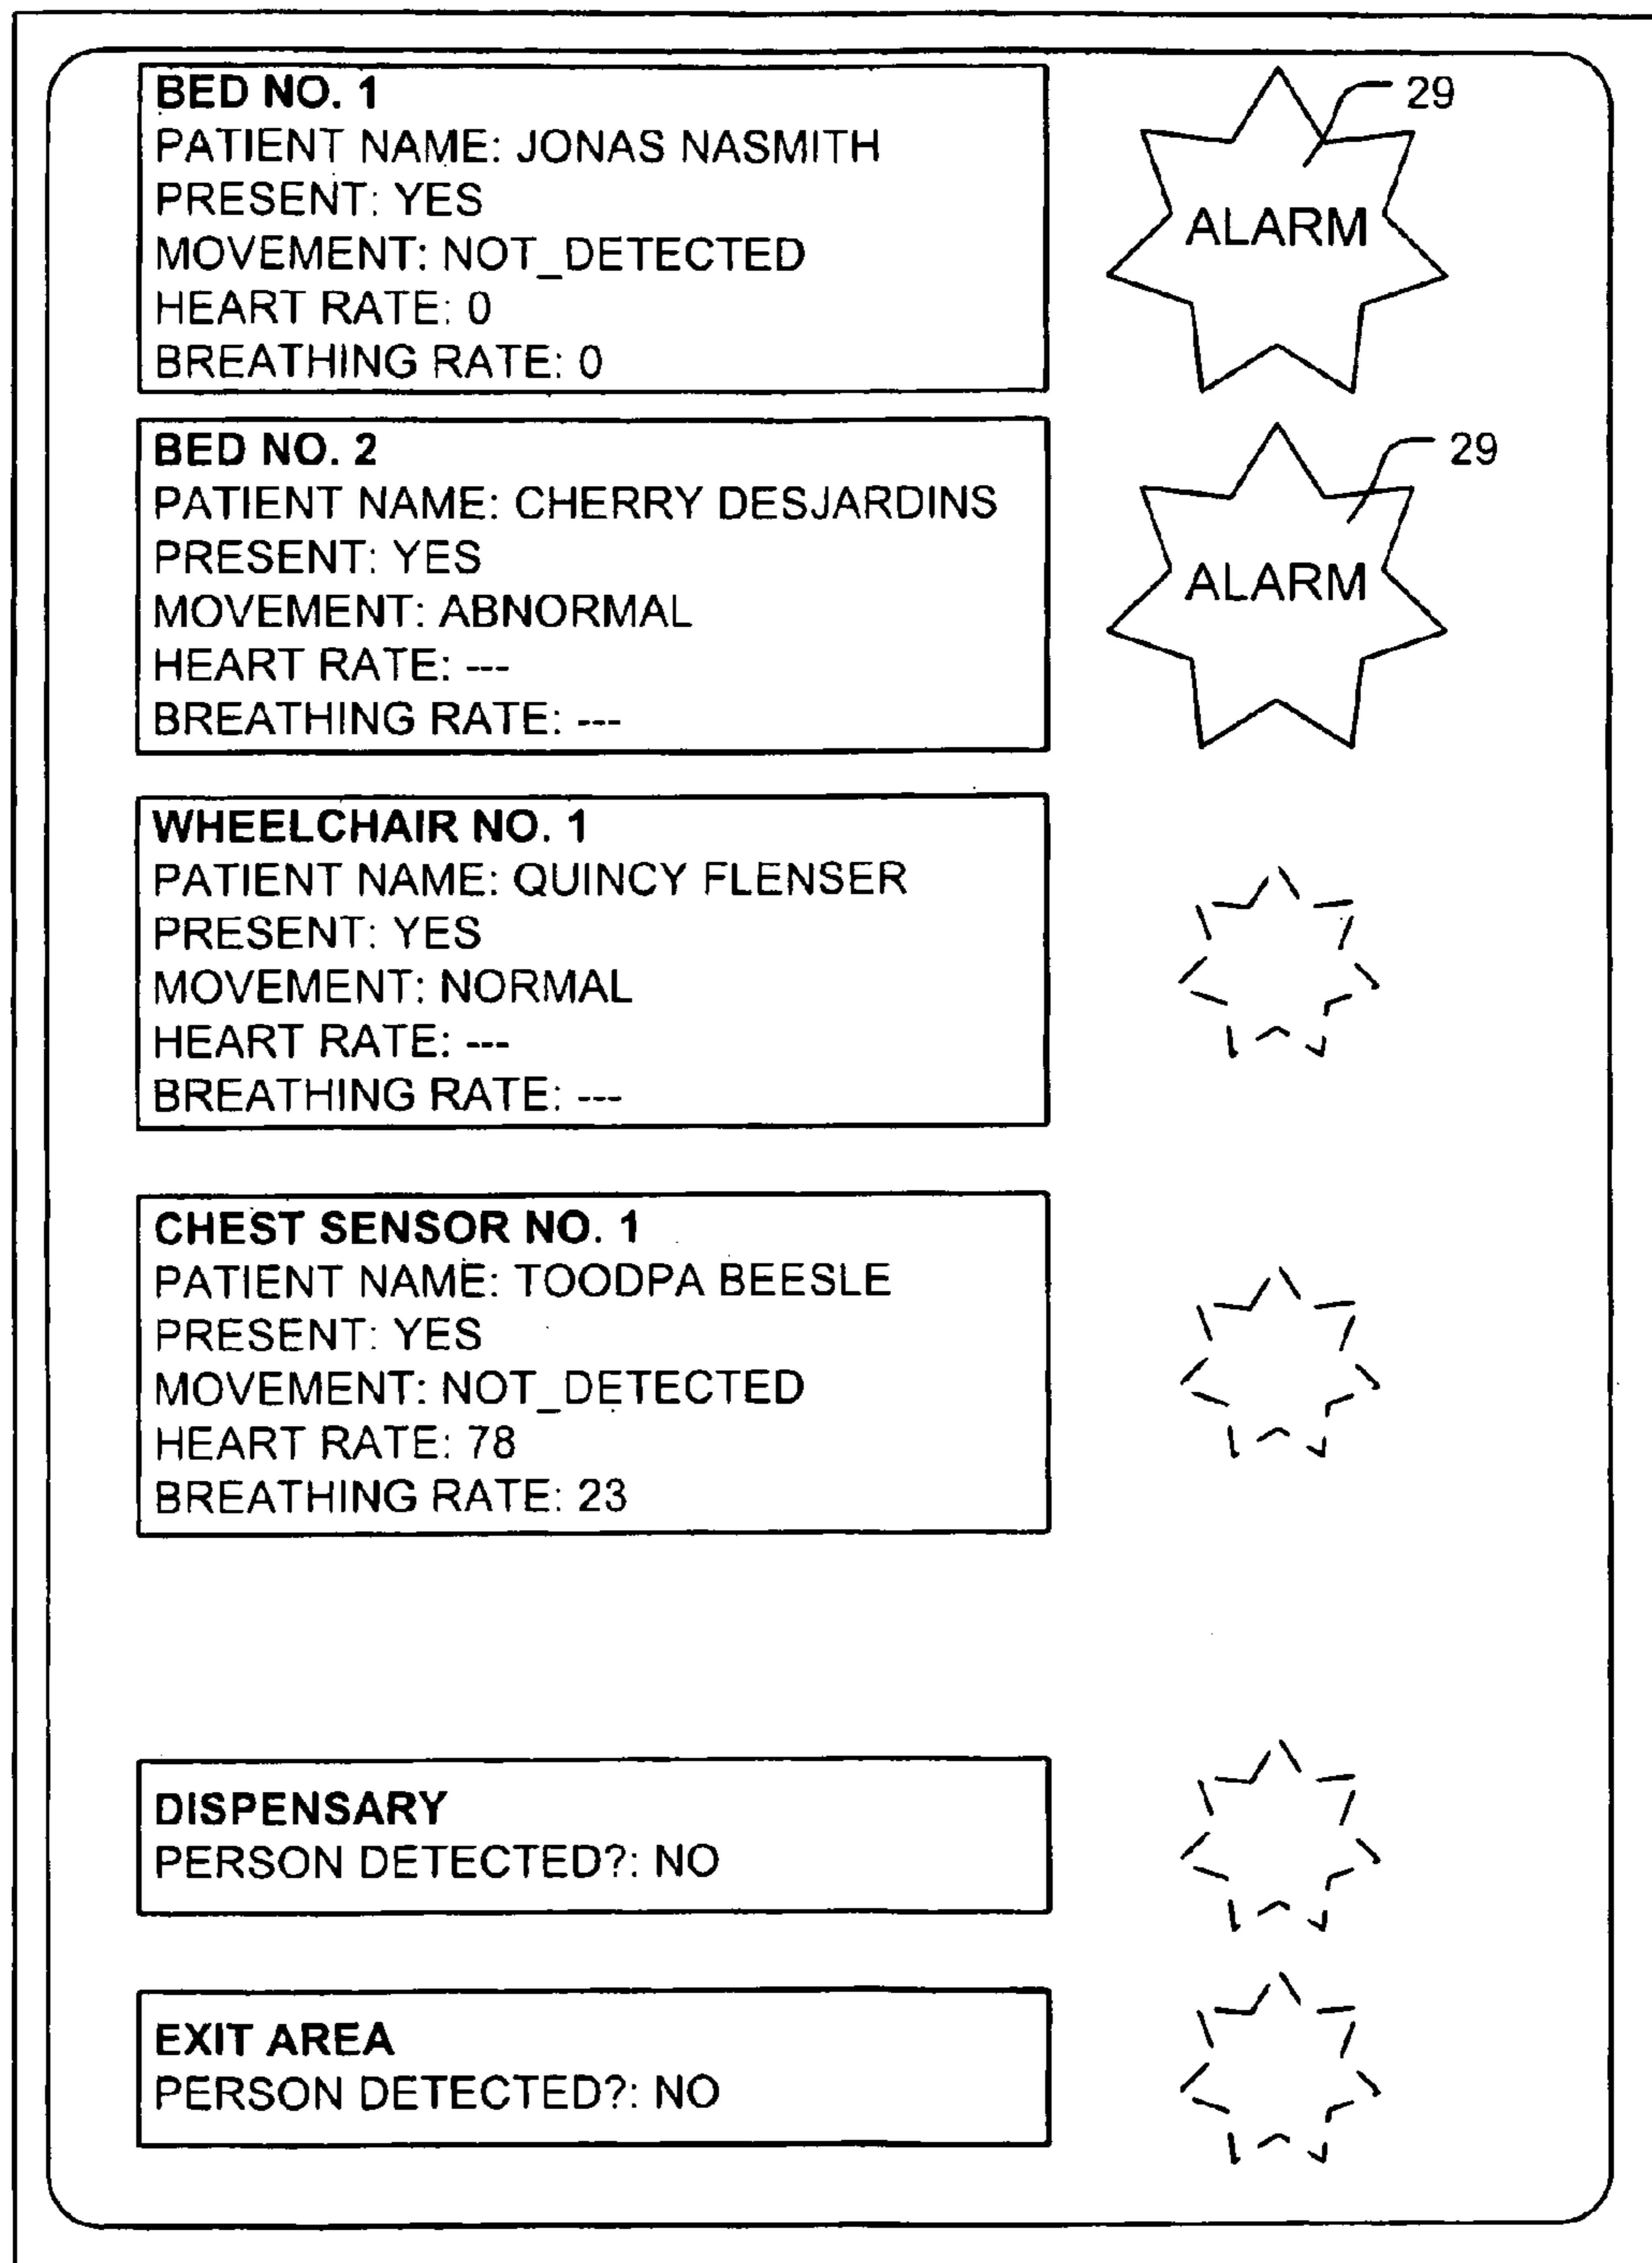 BED NO. 1
PATIENT NAME: JONAS NASMITH
PRESENT: YES
MOVEMENT: NOT_DETECTED
HEART RATE: 0
BREATHING RATE: 0
29
ALARM
BED NO. 2
PATIENT NAME: CHERRY DESJARDINS
PRESENT: YES
MOVEMENT: ABNORMAL
HEART RATE: ---
BREATHING RATE: ---
29
ALARM
WHEELCHAIR NO. 1
PATIENT NAME: QUINCY FLENSER
PRESENT: YES
MOVEMENT: NORMAL
HEART RATE: ---
BREATHING RATE: ---
CHEST SENSOR NO. 1
PATIENT NAME: TOODPA BEESLE
PRESENT: YES
MOVEMENT: NOT_DETECTED
HEART RATE: 78
BREATHING RATE: 23
DISPENSARY
PERSON DETECTED?: NO
EXIT AREA
PERSON DETECTED?: NO